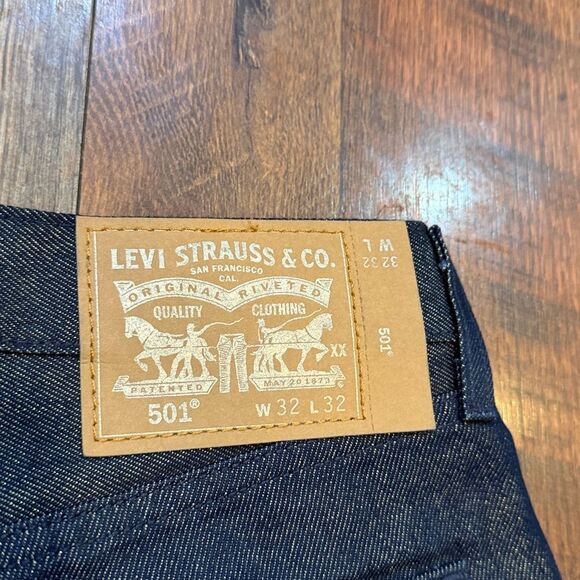 LEVI STRAUSS & CO.
SAN FRANCISCO
CAL.
ORIGINAL RIVETED
QUALITY CLOTHING
XX
PATENTED MAY 20 1873
501® W 32 L 32
W L
32 32
501®